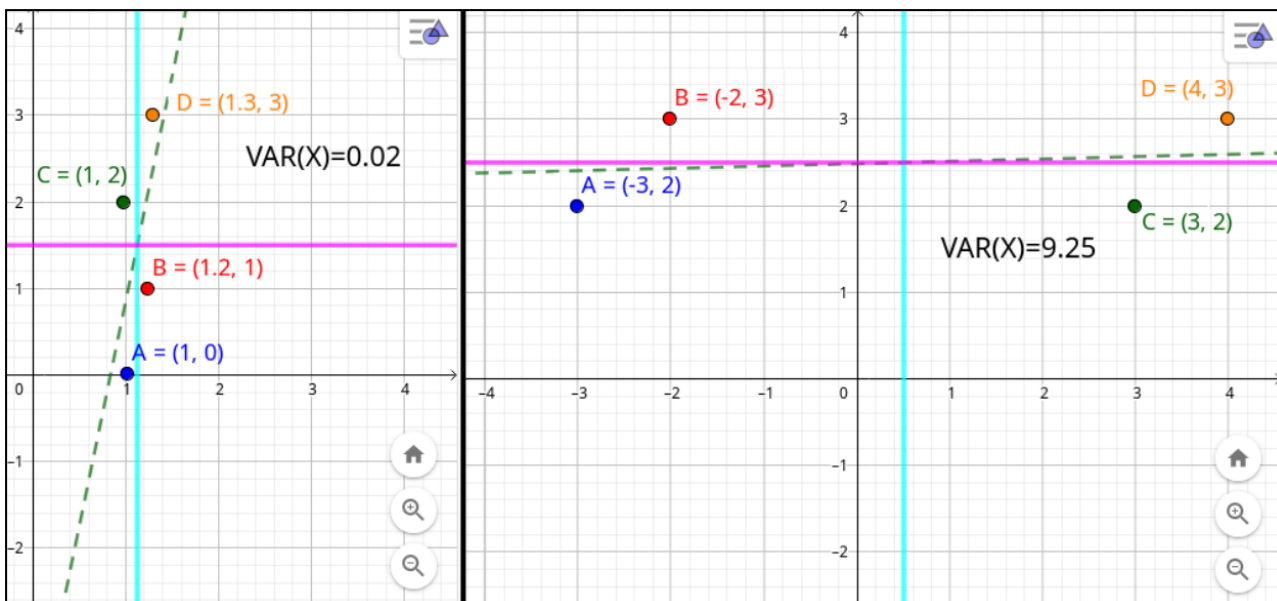 4
D = (1.3, 3)
3
VAR(X)=0.02
C = (1, 2)
2
B = (1.2, 1)
1
A = (1, 0)
0 1 2 3 4
-1
-2
4
B = (-2, 3)
D = (4, 3)
3
A = (-3, 2)
2
C = (3, 2)
VAR(X)=9.25
1
-4 -3 -2 -1 0 1 2 3 4
-1
-2